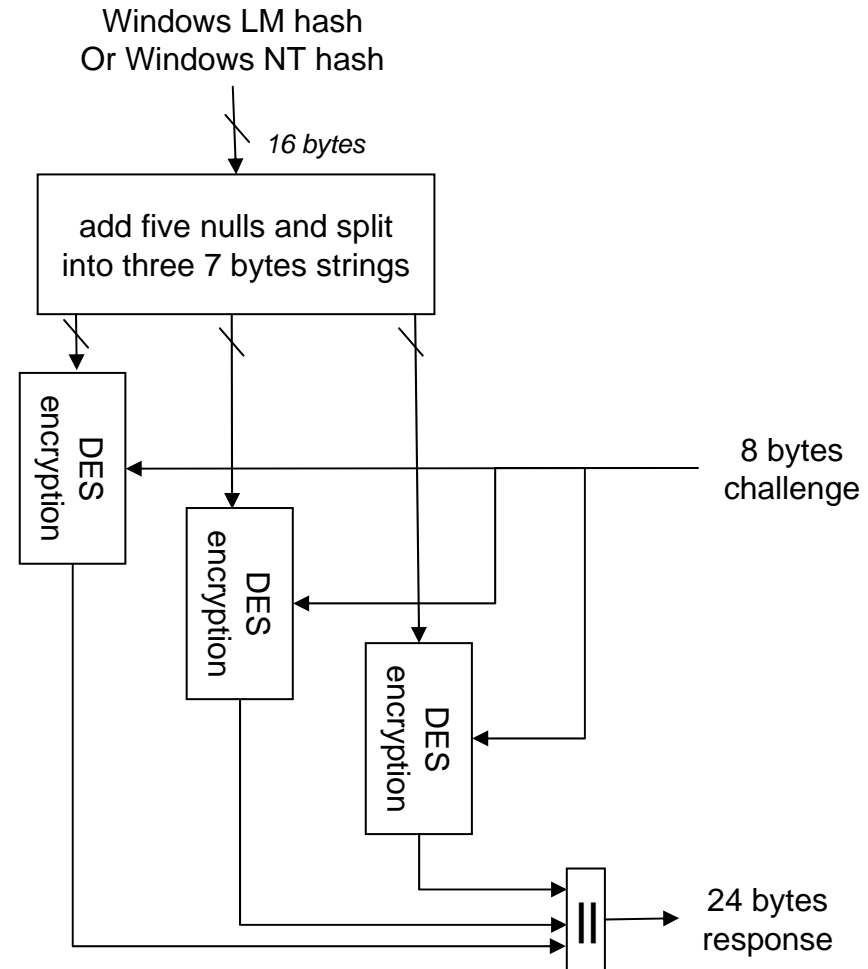 Windows LM hash
Or Windows NT hash
16 bytes
add five nulls and split
into three 7 bytes strings
DES
encryption
8 bytes
challenge
DES
encryption
DES
encryption
||
24 bytes
response